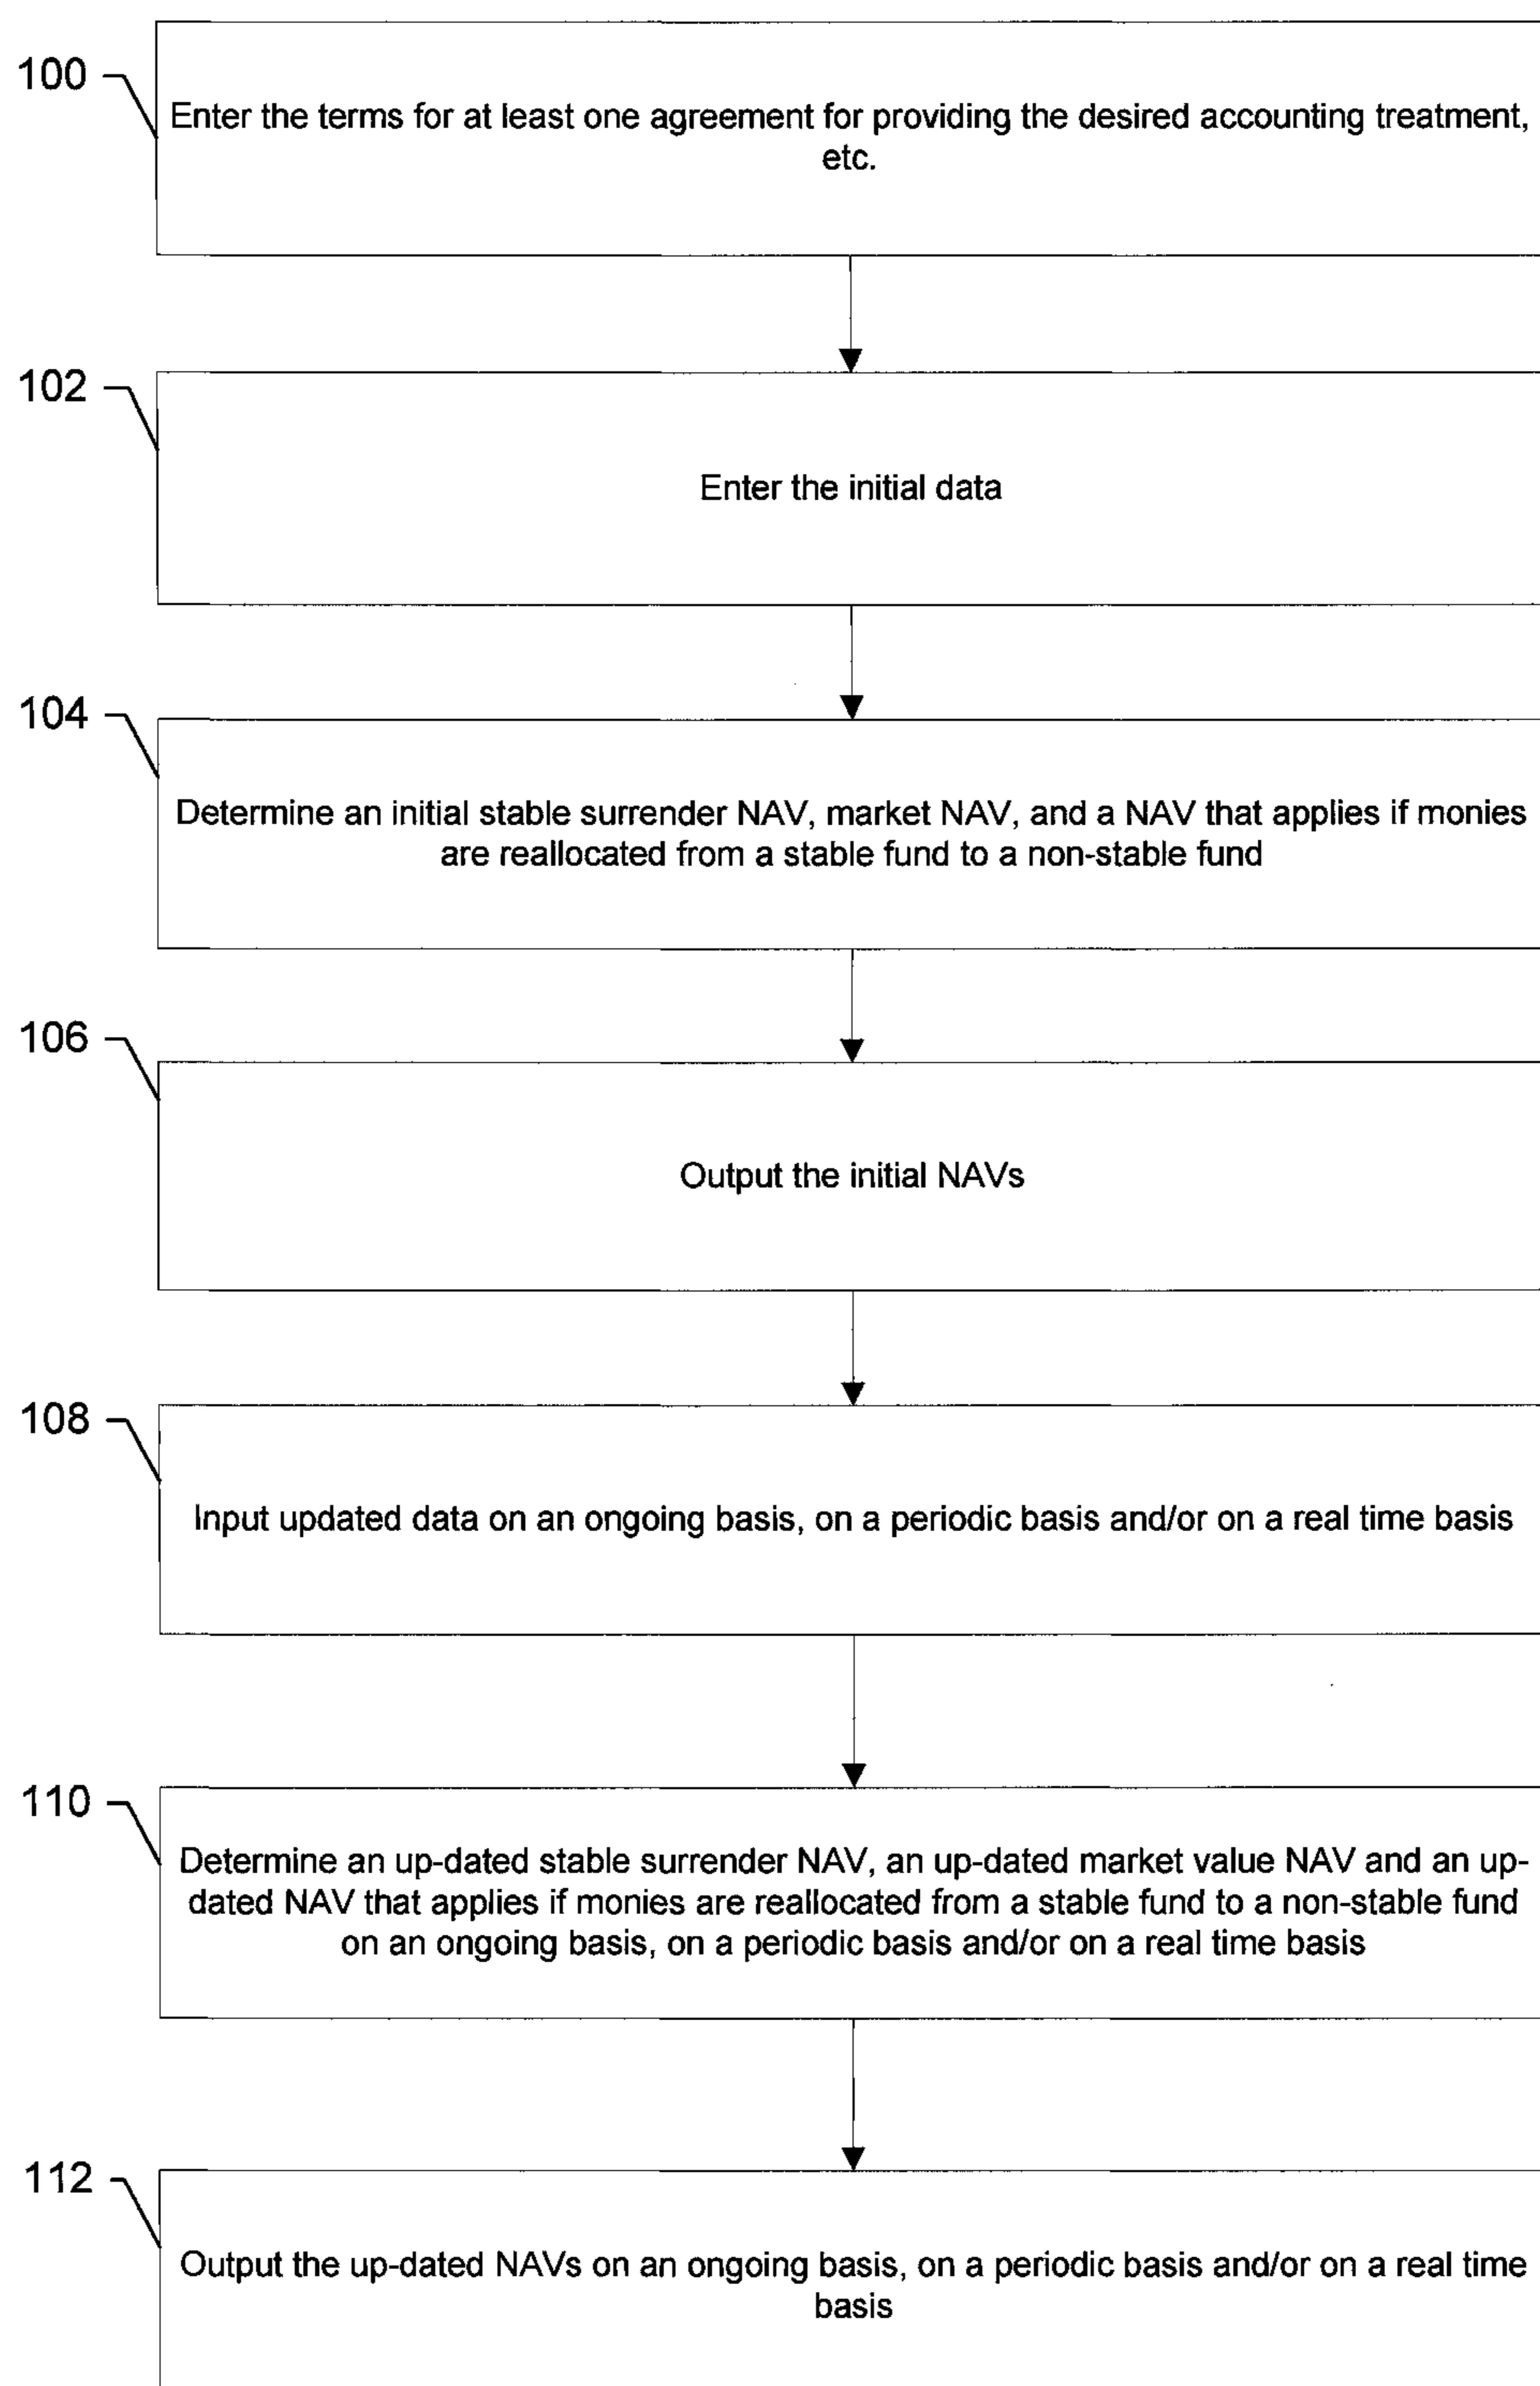 100
Enter the terms for at least one agreement for providing the desired accounting treatment,
etc.
102
Enter the initial data
104
Determine an initial stable surrender NAV, market NAV, and a NAV that applies if monies
are reallocated from a stable fund to a non-stable fund
106
Output the initial NAVs
108
Input updated data on an ongoing basis, on a periodic basis and/or on a real time basis
110
Determine an up-dated stable surrender NAV, an up-dated market value NAV and an up-
dated NAV that applies if monies are reallocated from a stable fund to a non-stable fund
on an ongoing basis, on a periodic basis and/or on a real time basis
112
Output the up-dated NAVs on an ongoing basis, on a periodic basis and/or on a real time
basis